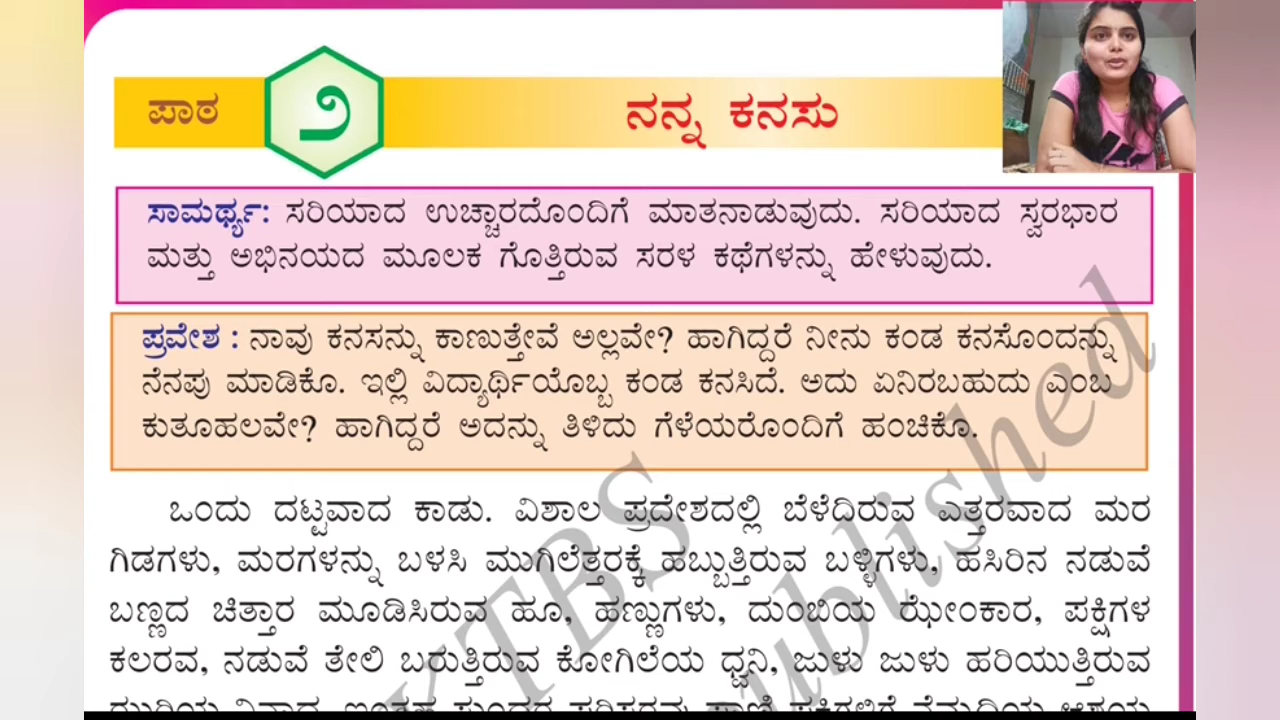 ಪಾಠ ೨ ನನ್ನ ಕನಸು
ಸಾಮರ್ಥ್ಯ: ಸರಿಯಾದ ಉಚ್ಚಾರದೊಂದಿಗೆ ಮಾತನಾಡುವುದು. ಸರಿಯಾದ ಸ್ವರಭಾರ
ಮತ್ತು ಅಭಿನಯದ ಮೂಲಕ ಗೊತ್ತಿರುವ ಸರಳ ಕಥೆಗಳನ್ನು ಹೇಳುವುದು.
ಪ್ರವೇಶ : ನಾವು ಕನಸನ್ನು ಕಾಣುತ್ತೇವೆ ಅಲ್ಲವೇ? ಹಾಗಿದ್ದರೆ ನೀನು ಕಂಡ ಕನಸೊಂದನ್ನು
ನೆನಪು ಮಾಡಿಕೊ. ಇಲ್ಲಿ ವಿದ್ಯಾರ್ಥಿಯೊಬ್ಬ ಕಂಡ ಕನಸಿದೆ. ಅದು ಏನಿರಬಹುದು ಎಂಬ
ಕುತೂಹಲವೇ? ಹಾಗಿದ್ದರೆ ಅದನ್ನು ತಿಳಿದು ಗೆಳೆಯರೊಂದಿಗೆ ಹಂಚಿಕೊ.
ಒಂದು ದಟ್ಟವಾದ ಕಾಡು. ವಿಶಾಲ ಪ್ರದೇಶದಲ್ಲಿ ಬೆಳೆದಿರುವ ಎತ್ತರವಾದ ಮರ
ಗಿಡಗಳು, ಮರಗಳನ್ನು ಬಳಸಿ ಮುಗಿಲೆತ್ತರಕ್ಕೆ ಹಬ್ಬುತ್ತಿರುವ ಬಳ್ಳಿಗಳು, ಹಸಿರಿನ ನಡುವೆ
ಬಣ್ಣದ ಚಿತ್ತಾರ ಮೂಡಿಸಿರುವ ಹೂ, ಹಣ್ಣುಗಳು, ದುಂಬಿಯ ಝೇಂಕಾರ, ಪಕ್ಷಿಗಳ
ಕಲರವ, ನಡುವೆ ತೇಲಿ ಬರುತ್ತಿರುವ ಕೋಗಿಲೆಯ ಧ್ವನಿ, ಜುಳು ಜುಳು ಹರಿಯುತ್ತಿರುವ
KTBS
ublished